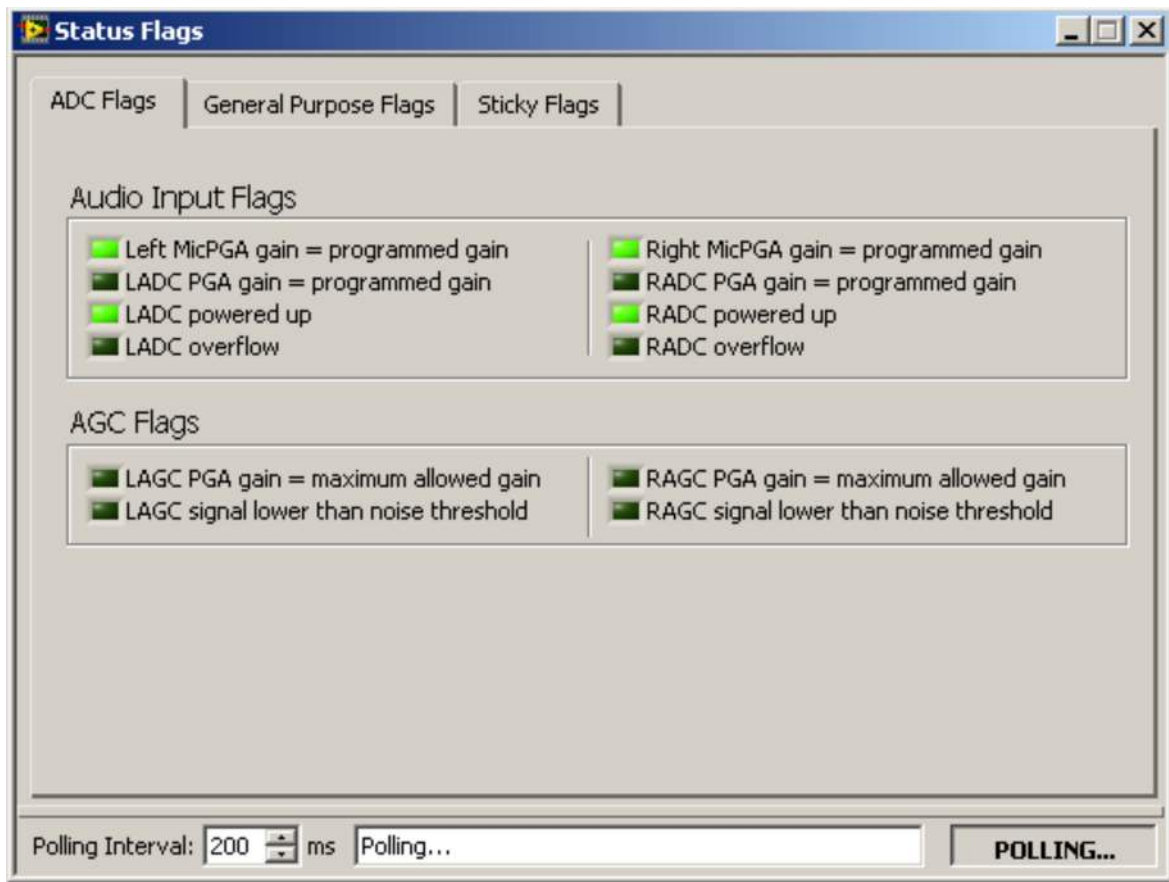 Status Flags
ADC Flags
General Purpose Flags
Sticky Flags
Audio Input Flags
Left MicPGA gain = programmed gain
LADC PGA gain = programmed gain
LADC powered up
LADC overflow
Right MicPGA gain = programmed gain
RADC PGA gain = programmed gain
RADC powered up
RADC overflow
AGC Flags
LAGC PGA gain = maximum allowed gain
LAGC signal lower than noise threshold
RAGC PGA gain = maximum allowed gain
RAGC signal lower than noise threshold
Polling Interval: 200 ms Polling... POLLING...